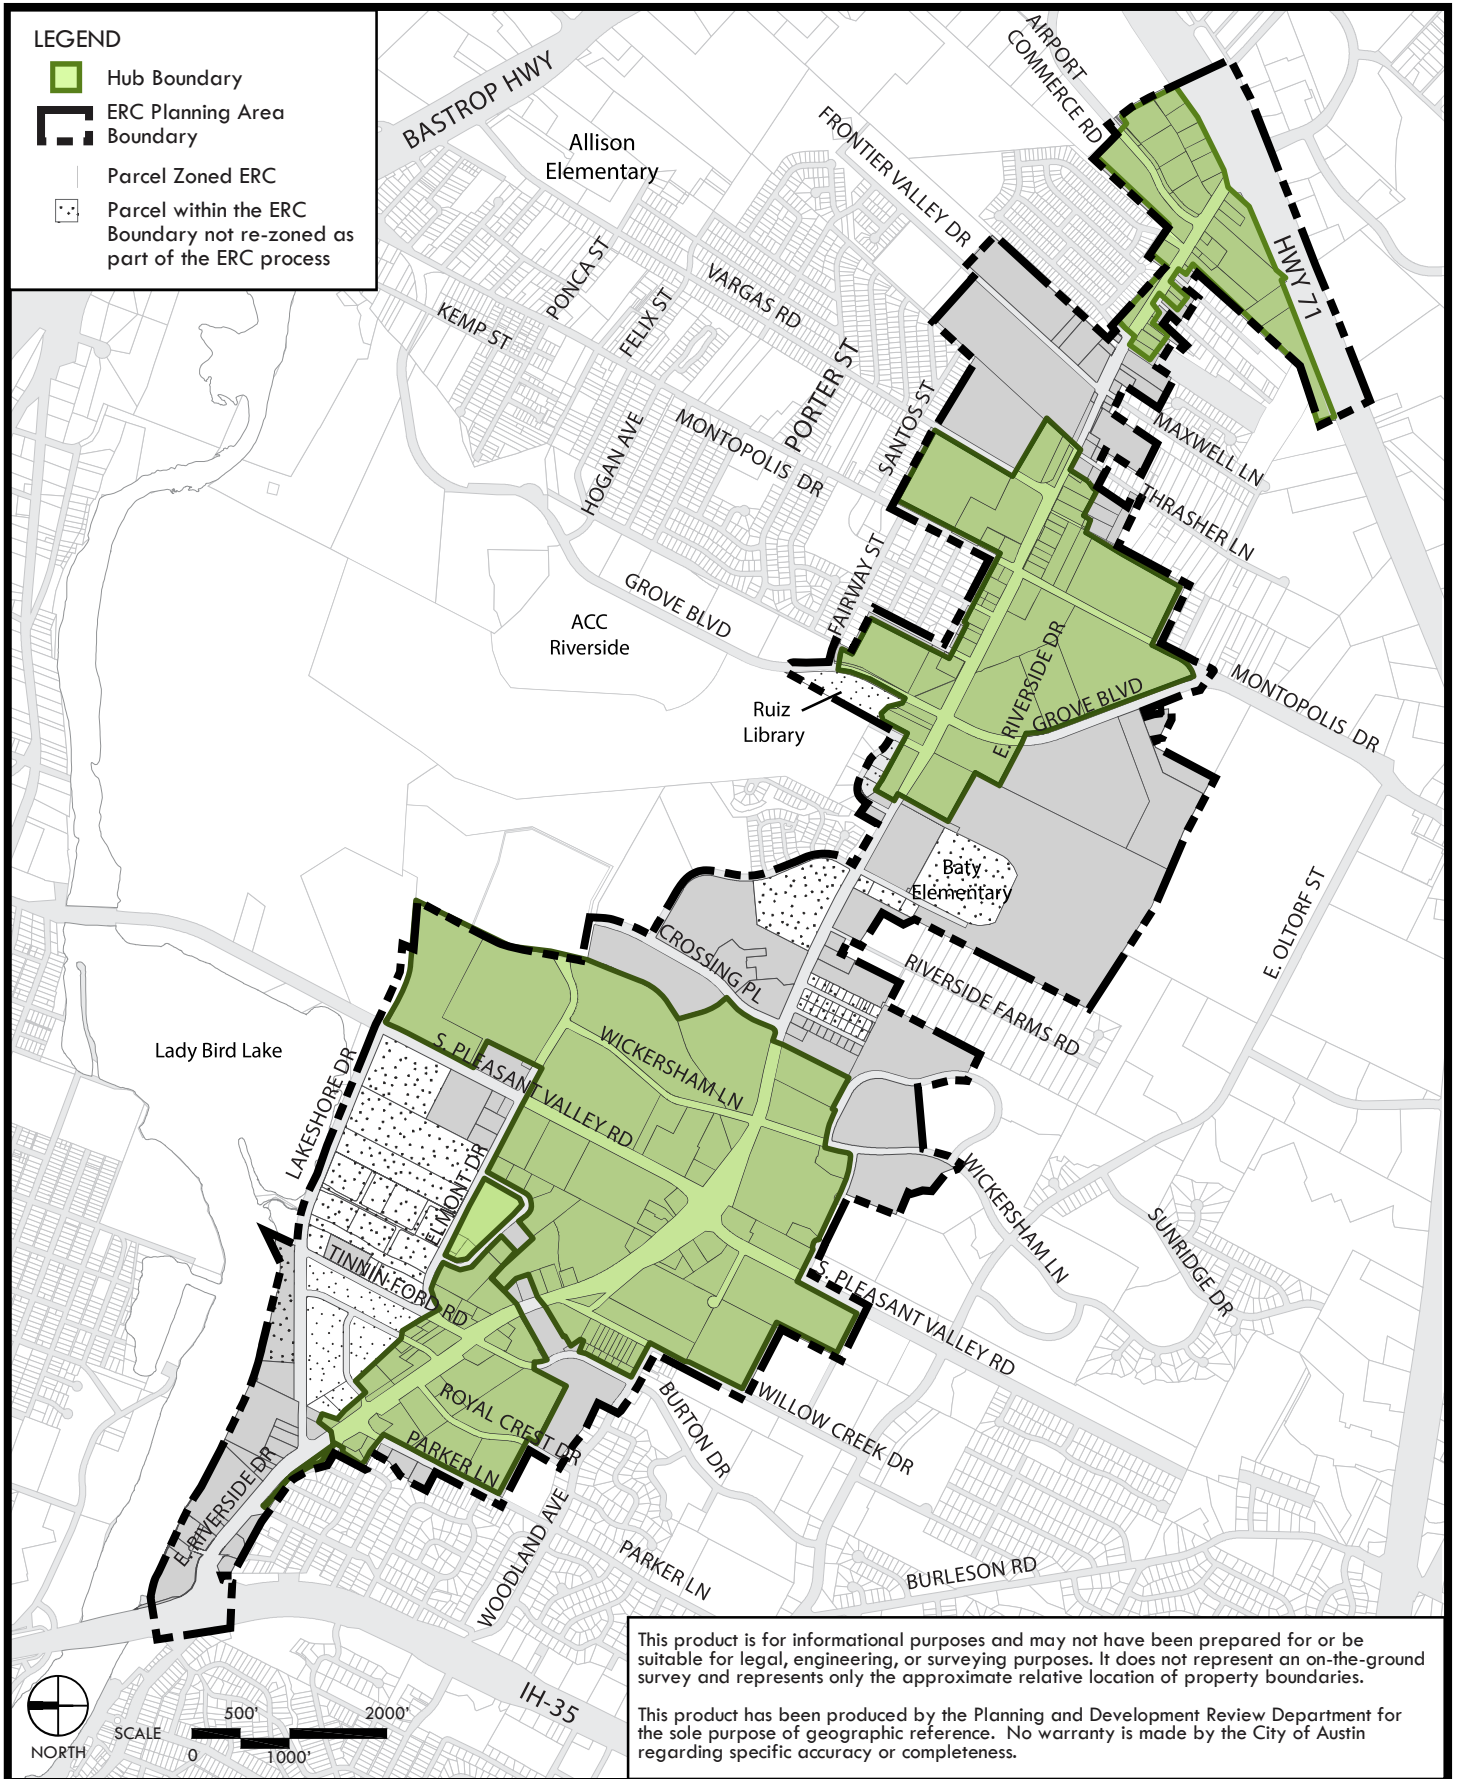 LEGEND
Hub Boundary
ERC Planning Area
Boundary
Parcel Zoned ERC
Parcel within the ERC
Boundary not re-zoned as
part of the ERC process
BASTROP HWY
Allison
Elementary
AIRPORT
COMMERCE RD
FRONTIER VALLEY DR
HWY 71
PONCA ST
VARGAS RD
KEMP ST
FELIX ST
PORTER ST
SANTOS ST
MAXWELL LN
HOGAN AVE
MONTOPOLIS DR
THRASHER LN
FAIRWAY ST
GROVE BLVD
ACC
Riverside
E. RIVERSIDE DR
GROVE BLVD
MONTOPOLIS DR
Ruiz
Library
Baty
Elementary
E. OLTORF ST
CROSSING PL
RIVERSIDE FARMS RD
Lady Bird Lake
LAKESHORE DR
S. PLEASANT VALLEY RD
WICKERSHAM LN
ELMONT DR
WICKERSHAM LN
SUNRIDGE DR
TINNIN FORD RD
S. PLEASANT VALLEY RD
ROYAL CREST DR
PARKER LN
BURTON DR
WILLOW CREEK DR
E. RIVERSIDE DR
WOODLAND AVE
PARKER LN
BURLESON RD
IH-35
NORTH
SCALE
500'
2000'
0
1000'
This product is for informational purposes and may not have been prepared for or be
suitable for legal, engineering, or surveying purposes. It does not represent an on-the-ground
survey and represents only the approximate relative location of property boundaries.
This product has been produced by the Planning and Development Review Department for
the sole purpose of geographic reference. No warranty is made by the City of Austin
regarding specific accuracy or completeness.